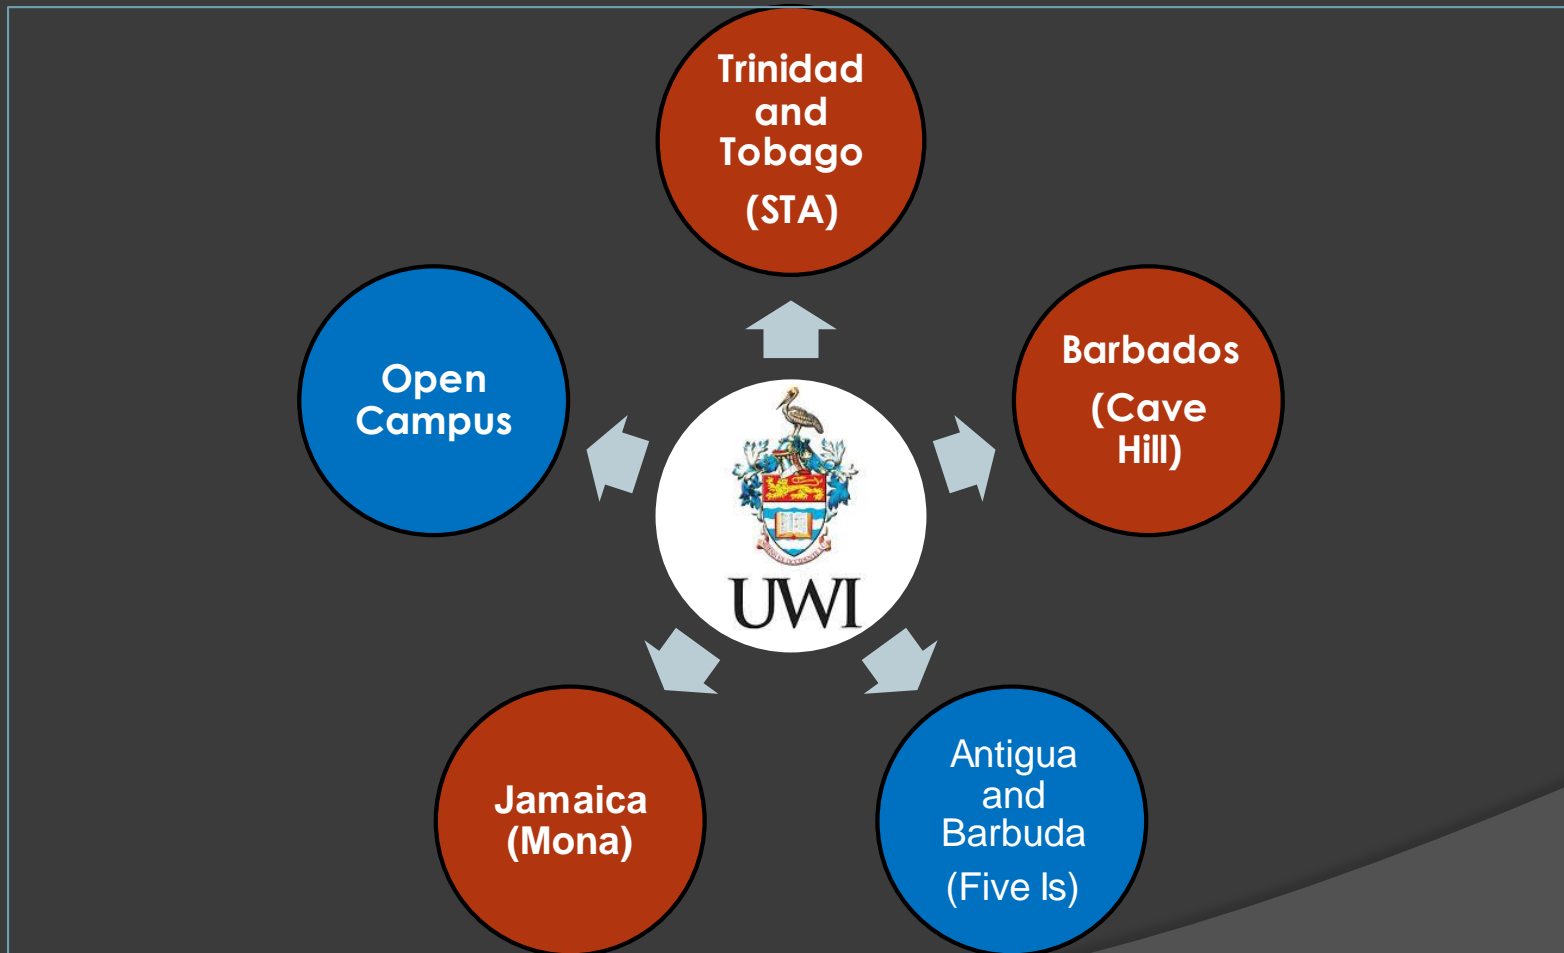 Trinidad
and
Tobago
(STA)
Open
Campus
Barbados
(Cave
Hill)
UWI
Jamaica
(Mona)
Antigua
and
Barbuda
(Five Is)